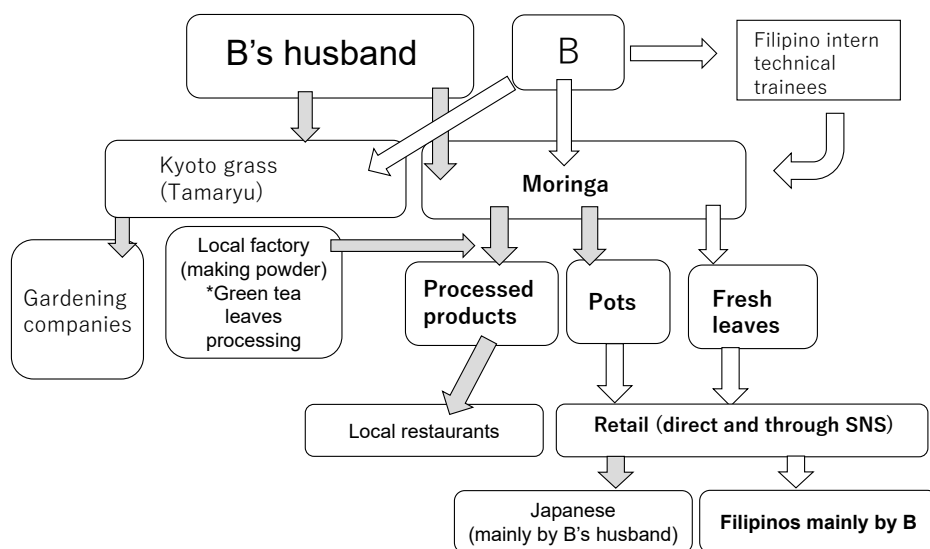 B's husband
B
Filipino intern
technical
trainees
Kyoto grass
(Tamaryu)
Moringa
Gardening
companies
Local factory
(making powder)
*Green tea
leaves
processing
Processed
products
Pots
Fresh
leaves
Local restaurants
Retail (direct and through SNS)
Japanese
(mainly by B's husband)
Filipinos mainly by B